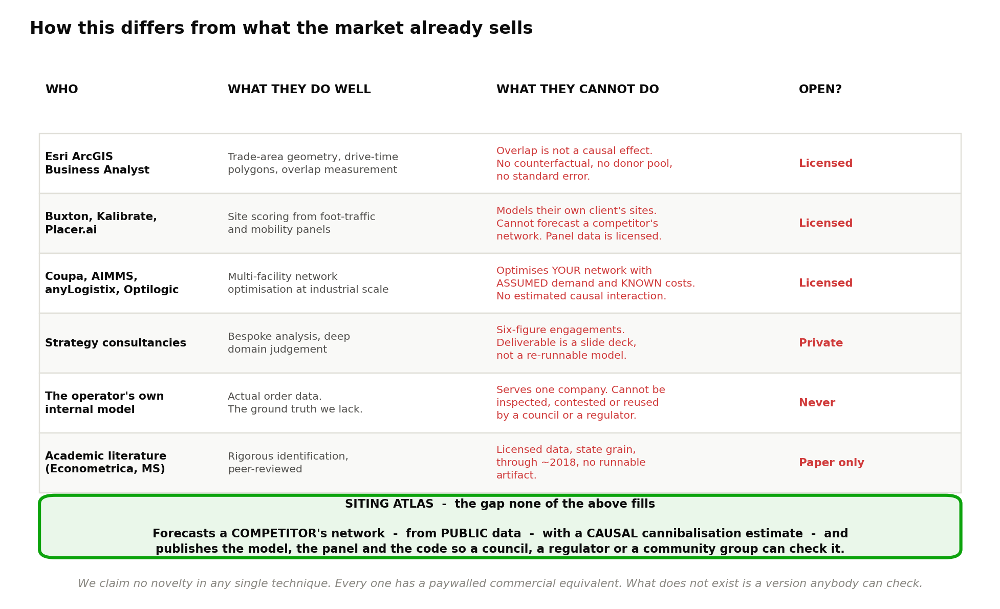 How this differs from what the market already sells
WHO
WHAT THEY DO WELL
WHAT THEY CANNOT DO
OPEN?
Esri ArcGIS
Business Analyst
Trade-area geometry, drive-time
polygons, overlap measurement
Overlap is not a causal effect.
No counterfactual, no donor pool,
no standard error.
Licensed
Buxton, Kalibrate,
Placer.ai
Site scoring from foot-traffic
and mobility panels
Models their own client's sites.
Cannot forecast a competitor's
network. Panel data is licensed.
Licensed
Coupa, AIMMS,
anyLogistix, Optilogic
Multi-facility network
optimisation at industrial scale
Optimises YOUR network with
ASSUMED demand and KNOWN costs.
No estimated causal interaction.
Licensed
Strategy consultancies
Bespoke analysis, deep
domain judgement
Six-figure engagements.
Deliverable is a slide deck,
not a re-runnable model.
Private
The operator's own
internal model
Actual order data.
The ground truth we lack.
Serves one company. Cannot be
inspected, contested or reused
by a council or a regulator.
Never
Academic literature
(Econometrica, MS)
Rigorous identification,
peer-reviewed
Licensed data, state grain,
through ~2018, no runnable
artifact.
Paper only
SITING ATLAS - the gap none of the above fills
Forecasts a COMPETITOR's network - from PUBLIC data - with a CAUSAL cannibalisation estimate - and
publishes the model, the panel and the code so a council, a regulator or a community group can check it.
We claim no novelty in any single technique. Every one has a paywalled commercial equivalent. What does not exist is a version anybody can check.